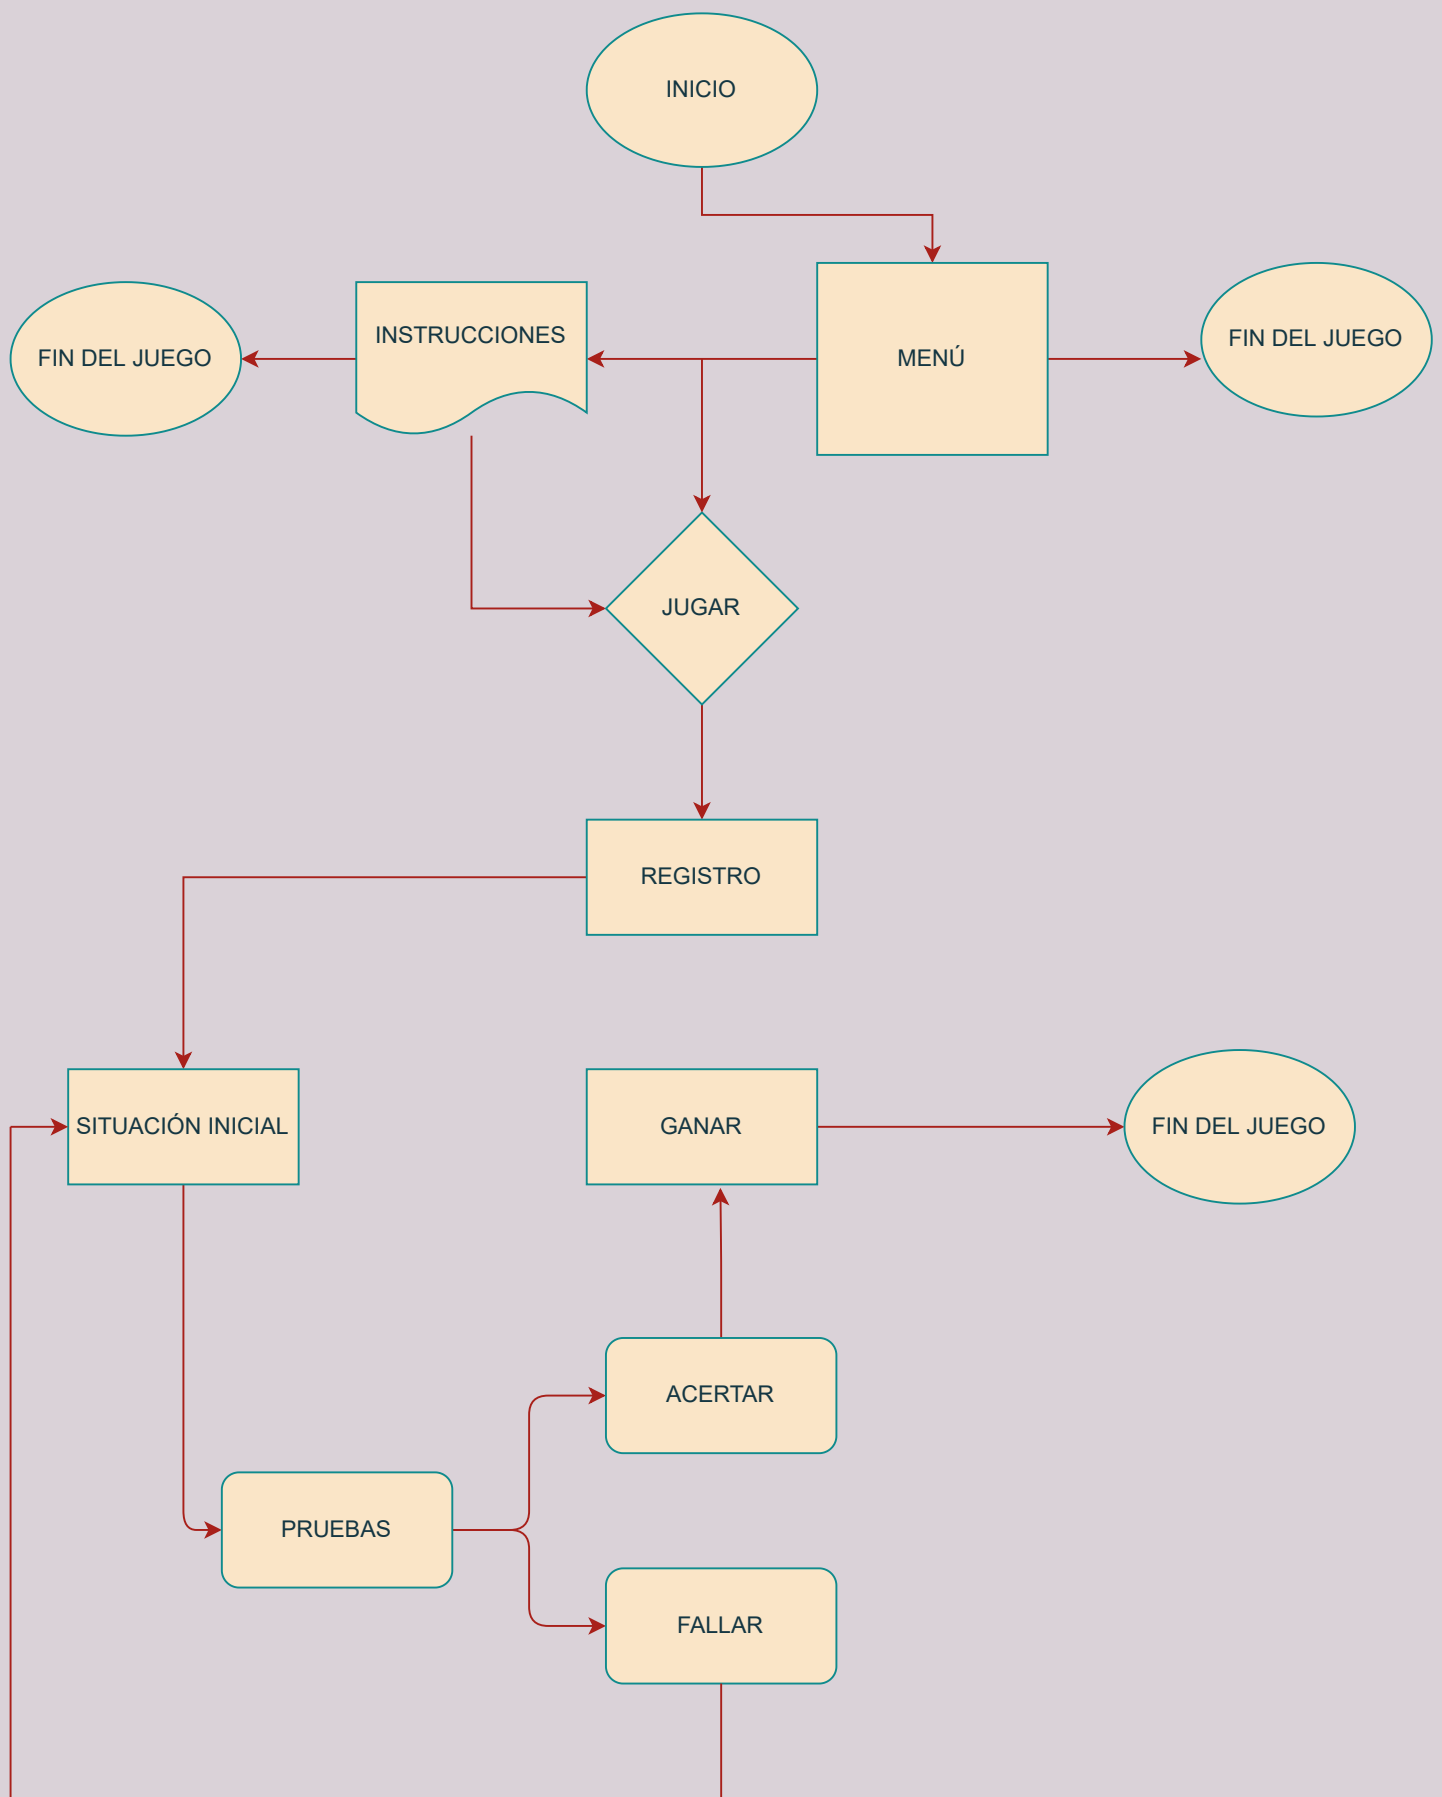 INICIO
FIN DEL JUEGO
INSTRUCCIONES
MENÚ
FIN DEL JUEGO
JUGAR
REGISTRO
SITUACIÓN INICIAL
GANAR
FIN DEL JUEGO
ACERTAR
PRUEBAS
FALLAR